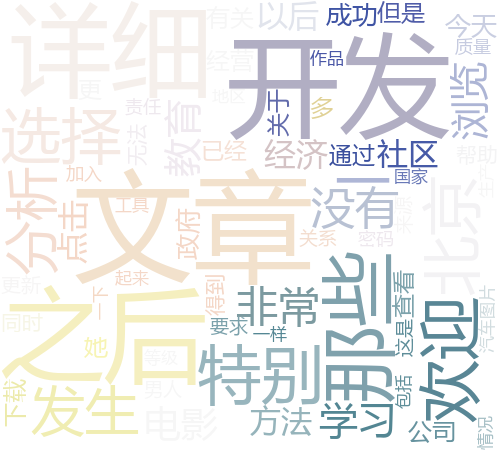 详细
有关
以后
成功
但是
今天
质量
开发
作品
浏览
经营
更
责任
地区
关于
多
选择
教育
无法
已经
经济
通过
社区
帮助
生产
国家
分析
加入
点击
文章
一
没有
北京
工具
政府
关系
密码
更新
起来
得到
一下
之后
非常
那些
这是
查看
欢迎
图片
汽车
同时
她
要求
一样
等级
特别
包括
下载
发生
男人
电影
方法
学习
公司
情况